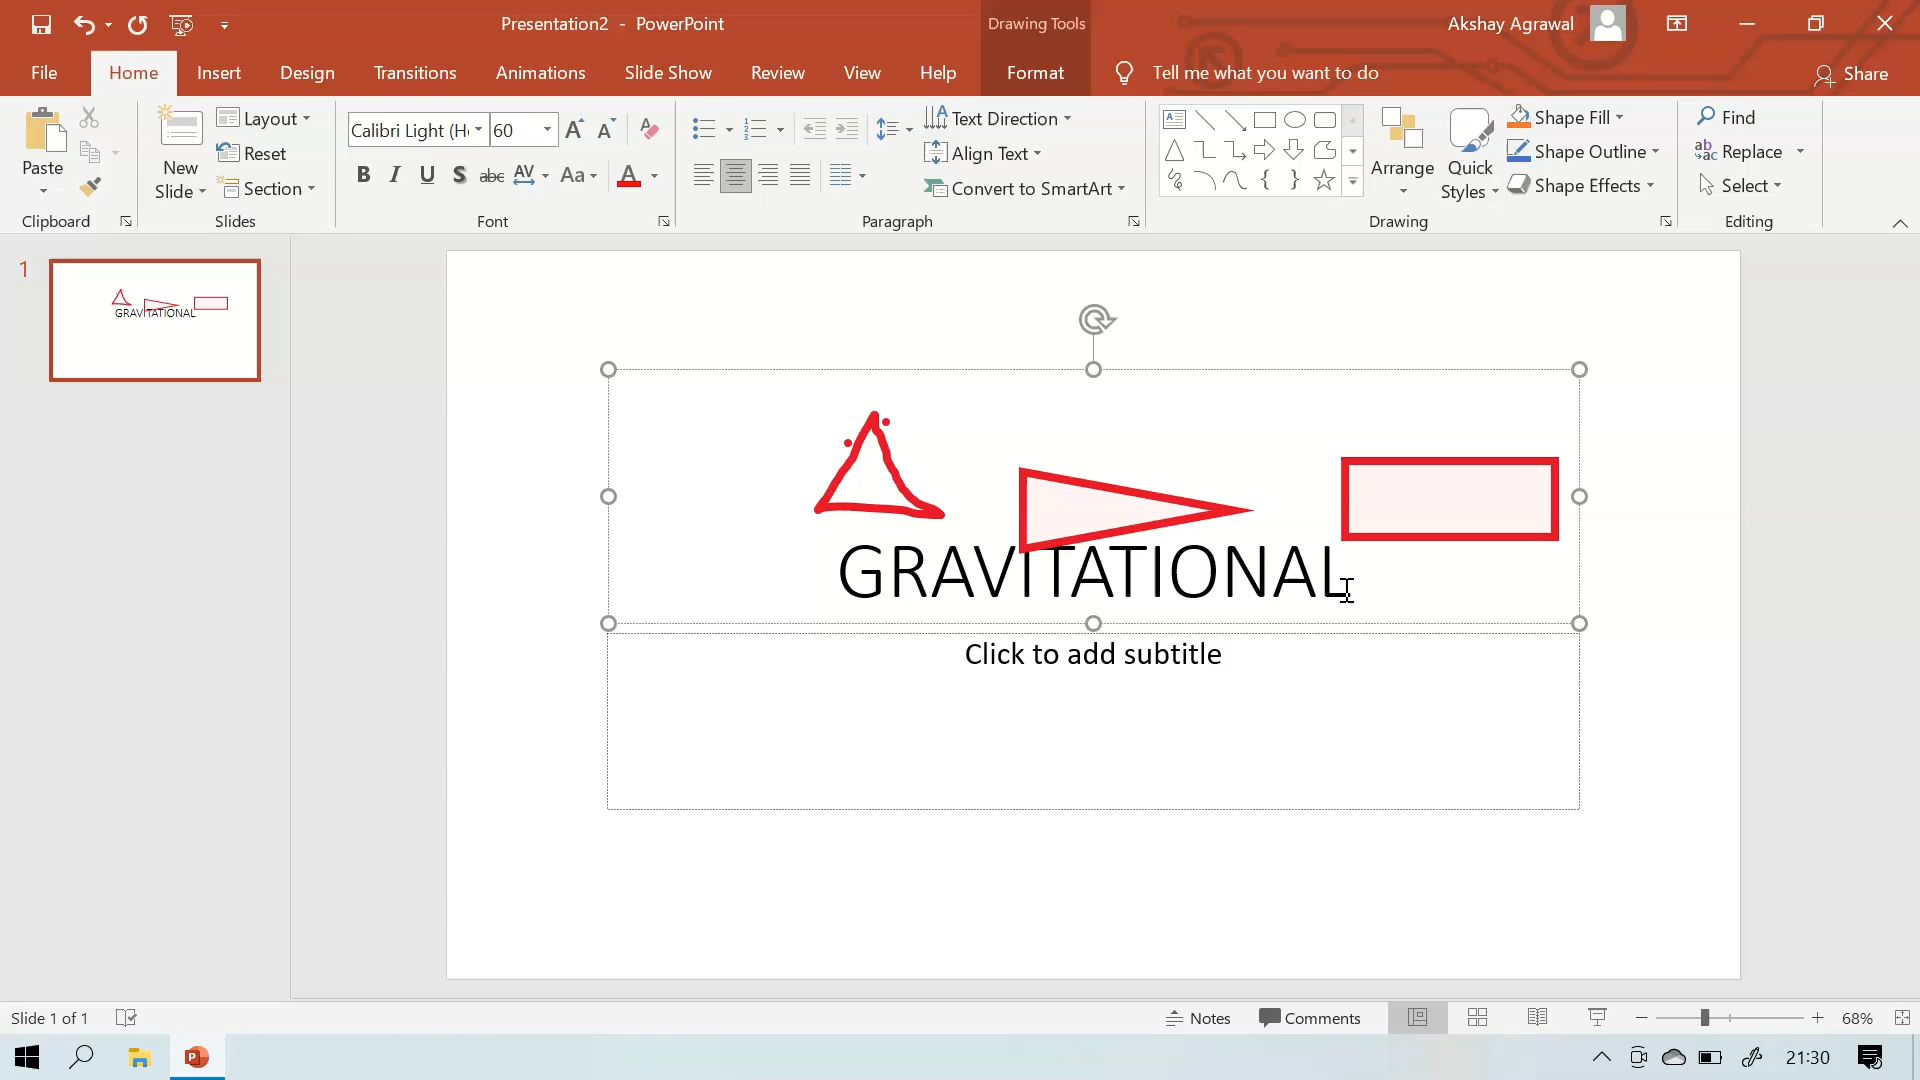 Presentation2 - PowerPoint
Drawing Tools
Akshay Agrawal
File Home Insert Design Transitions Animations Slide Show Review View Help Format Tell me what you want to do Share
Paste
Clipboard
New Slide
Layout
Reset
Section
Slides
Calibri Light (H 60
B I U S abc AV Aa A
Font
Text Direction
Align Text
Convert to SmartArt
Paragraph
Arrange
Quick Styles
Shape Fill
Shape Outline
Shape Effects
Drawing
Find
Replace
Select
Editing
1
GRAVITATIONAL
GRAVITATIONAL
Click to add subtitle
Slide 1 of 1 Notes Comments 68%
21:30